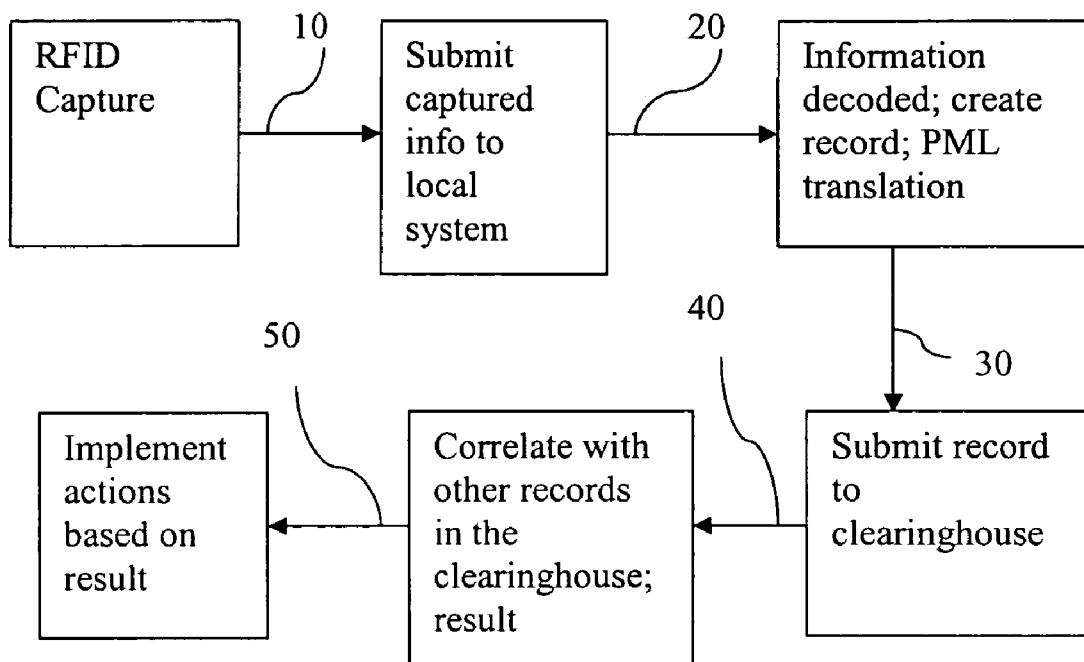 10
20
RFID
Capture
Submit
captured
info to
local
system
Information
decoded; create
record; PML
translation
30
40
50
Submit record
to
clearinghouse
Correlate with
other records
in the
clearinghouse;
result
Implement
actions
based on
result